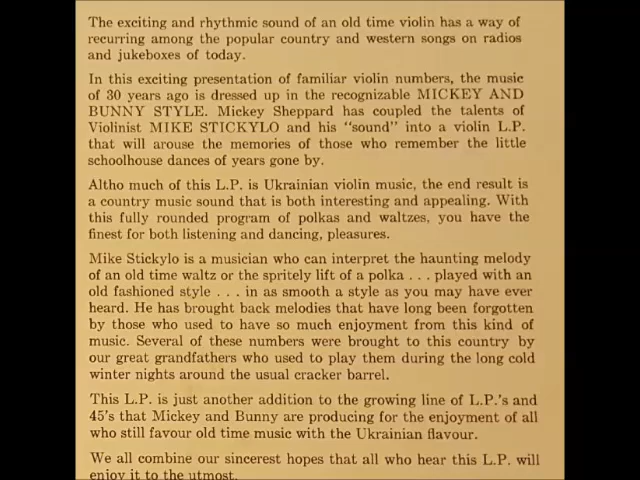 The exciting and rhythmic sound of an old time violin has a way of
recurring among the popular country and western songs on radios
and jukeboxes of today.
In this exciting presentation of familiar violin numbers, the music
of 30 years ago is dressed up in the recognizable MICKEY AND
BUNNY STYLE. Mickey Sheppard has coupled the talents of
Violinist MIKE STICKYLO and his "sound" into a violin L.P.
that will arouse the memories of those who remember the little
schoolhouse dances of years gone by.
Altho much of this L.P. is Ukrainian violin music, the end result is
a country music sound that is both interesting and appealing. With
this fully rounded program of polkas and waltzes, you have the
finest for both listening and dancing, pleasures.
Mike Stickylo is a musician who can interpret the haunting melody
of an old time waltz or the spritely lift of a polka . . . played with an
old fashioned style . . . in as smooth a style as you may have ever
heard. He has brought back melodies that have long been forgotten
by those who used to have so much enjoyment from this kind of
music. Several of these numbers were brought to this country by
our great grandfathers who used to play them during the long cold
winter nights around the usual cracker barrel.
This L.P. is just another addition to the growing line of L.P.'s and
45's that Mickey and Bunny are producing for the enjoyment of all
who still favour old time music with the Ukrainian flavour.
We all combine our sincerest hopes that all who hear this L.P. will
enjoy it to the utmost.